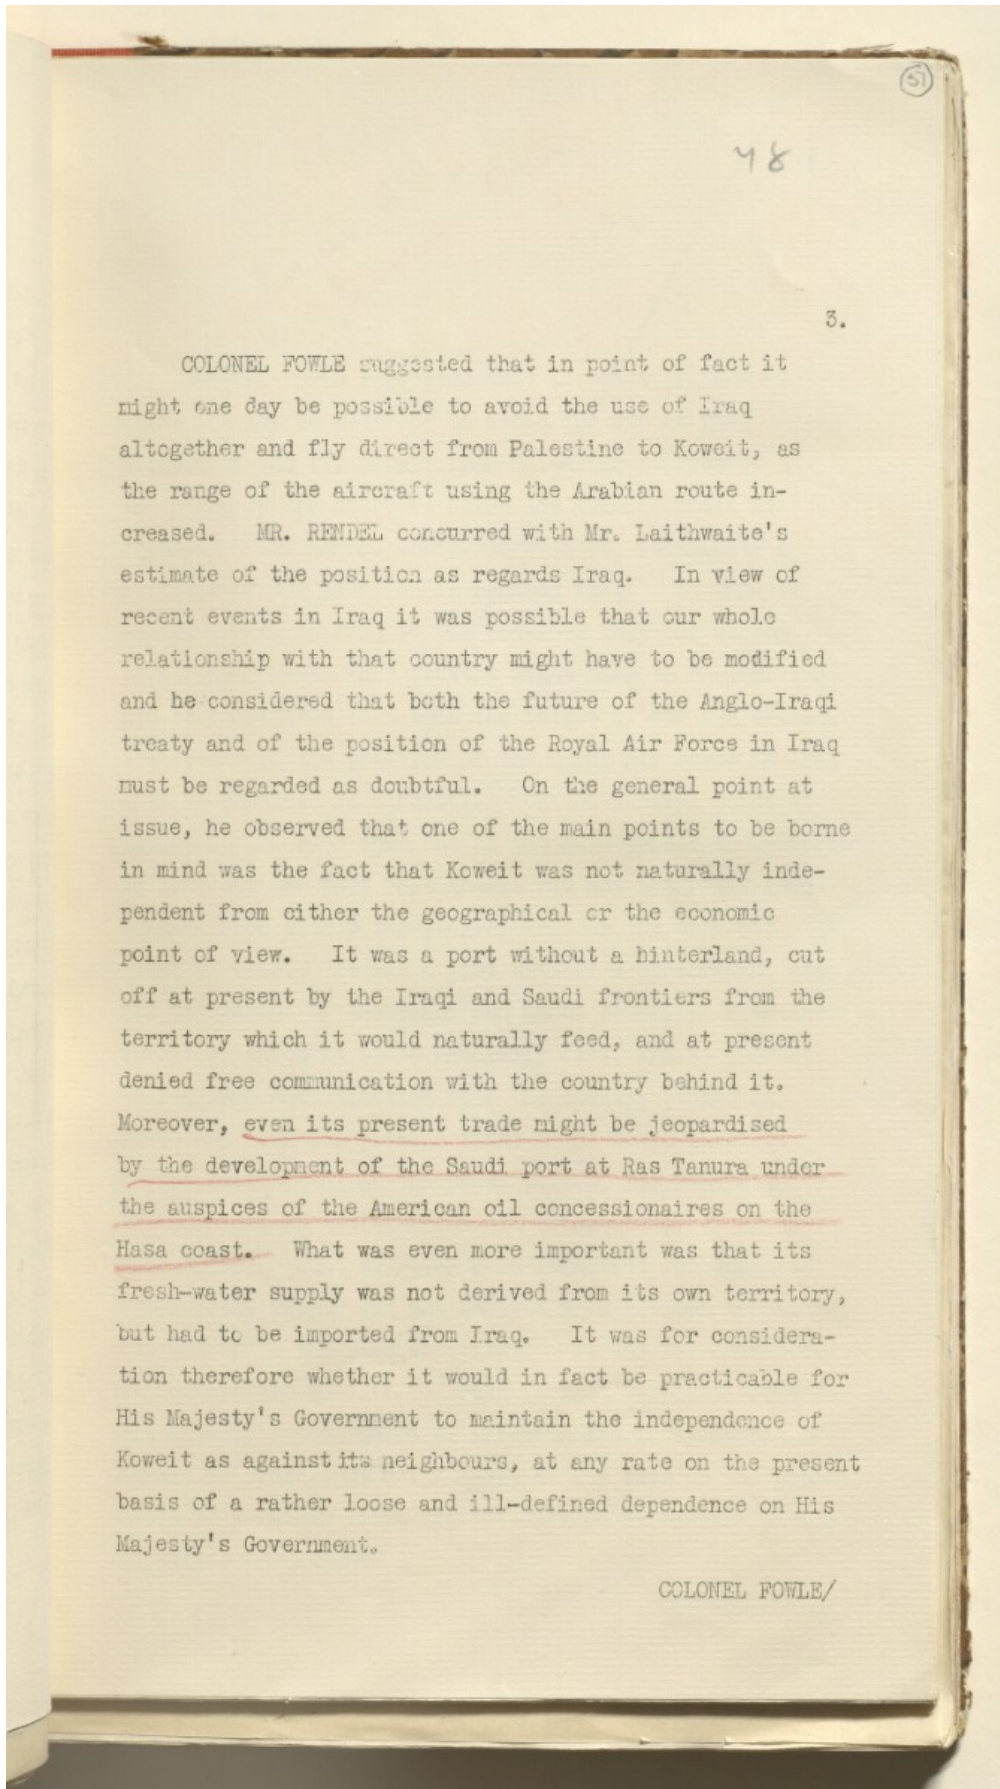 51
48
3.
COLONEL FOWLE suggested that in point of fact it
might one day be possible to avoid the use of Iraq
altogether and fly direct from Palestine to Koweit, as
the range of the aircraft using the Arabian route in-
creased. MR. RENDEL concurred with Mr. Laithwaite's
estimate of the position as regards Iraq. In view of
recent events in Iraq it was possible that our whole
relationship with that country might have to be modified
and he considered that both the future of the Anglo-Iraqi
treaty and of the position of the Royal Air Force in Iraq
must be regarded as doubtful. On the general point at
issue, he observed that one of the main points to be borne
in mind was the fact that Koweit was not naturally inde-
pendent from either the geographical or the economic
point of view. It was a port without a hinterland, cut
off at present by the Iraqi and Saudi frontiers from the
territory which it would naturally feed, and at present
denied free communication with the country behind it.
Moreover, even its present trade might be jeopardised
by the development of the Saudi port at Ras Tanura under
the auspices of the American oil concessionaires on the
Hasa coast. What was even more important was that its
fresh-water supply was not derived from its own territory,
but had to be imported from Iraq. It was for considera-
tion therefore whether it would in fact be practicable for
His Majesty's Government to maintain the independence of
Koweit as against its neighbours, at any rate on the present
basis of a rather loose and ill-defined dependence on His
Majesty's Government.
COLONEL FOWLE/